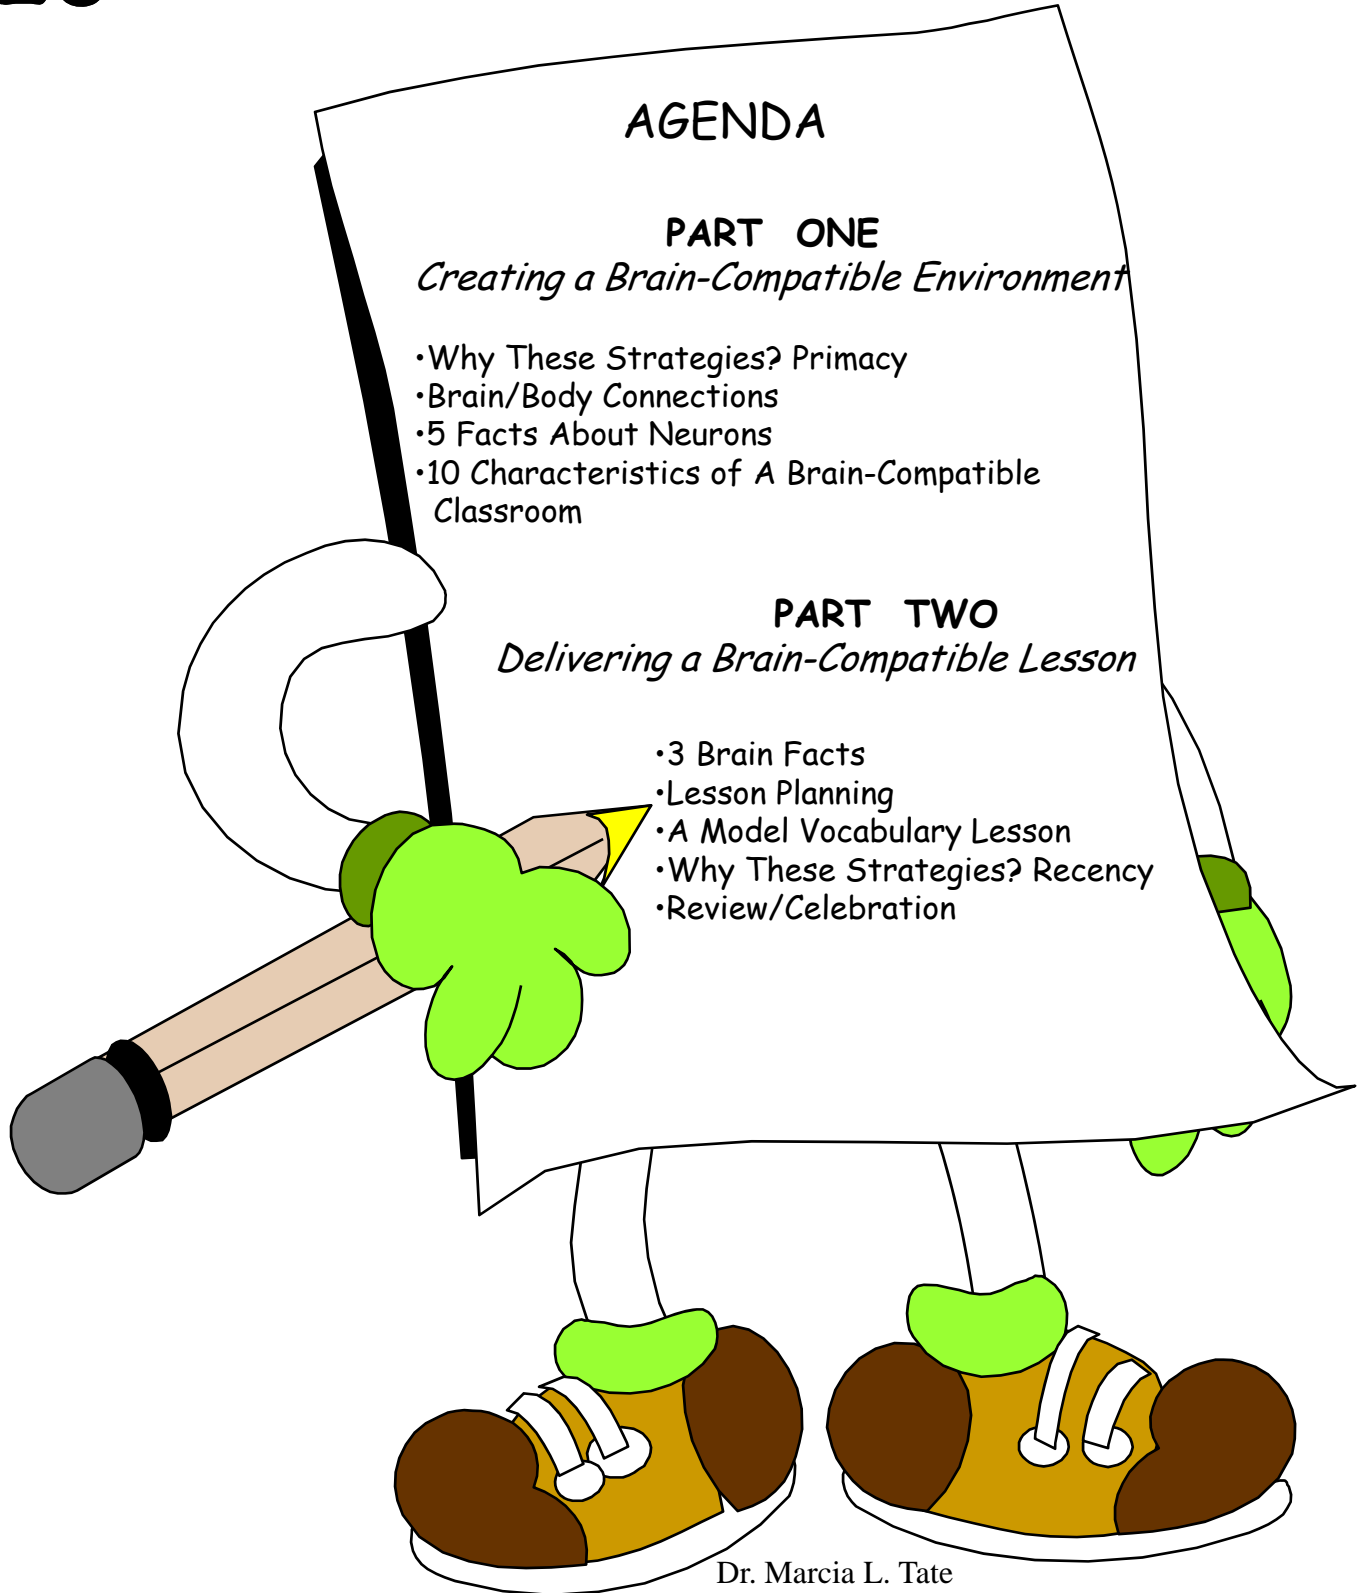 AGENDA
PART ONE
Creating a Brain-Compatible Environment
•Why These Strategies? Primacy
•Brain/Body Connections
•5 Facts About Neurons
•10 Characteristics of A Brain-Compatible
Classroom
PART TWO
Delivering a Brain-Compatible Lesson
•3 Brain Facts
•Lesson Planning
•A Model Vocabulary Lesson
•Why These Strategies? Recency
•Review/Celebration
Dr. Marcia L. Tate